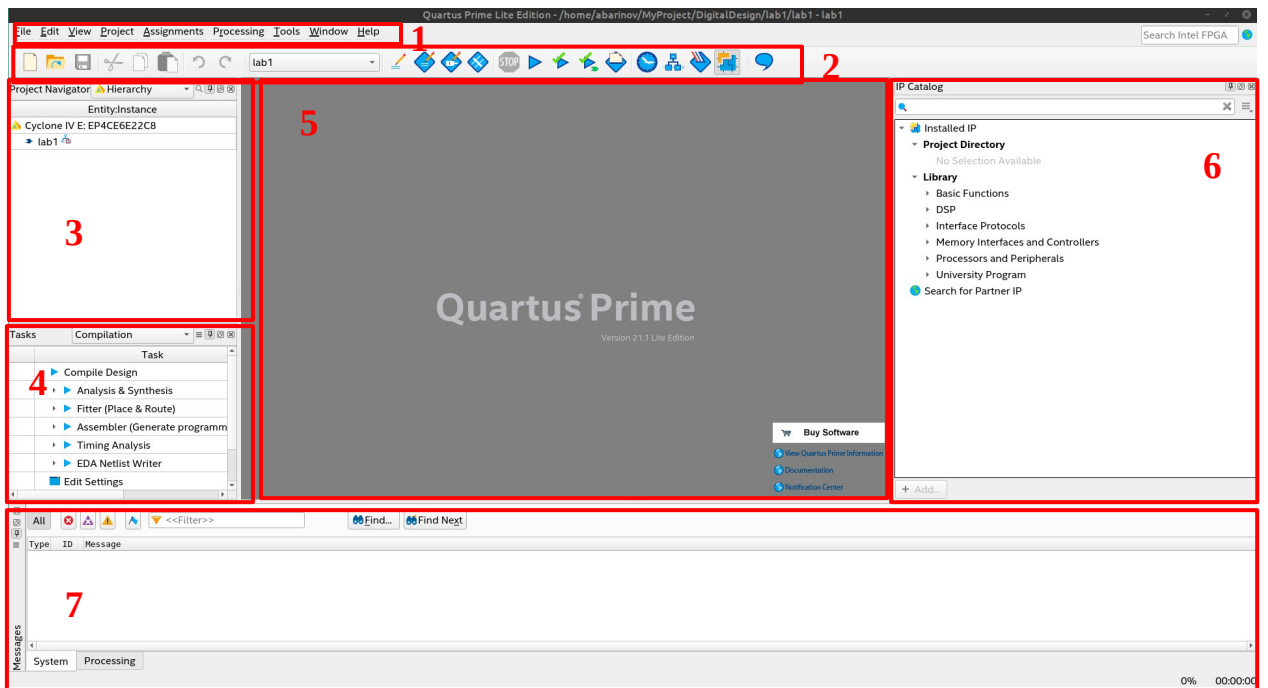 Quartus Prime Lite Edition - /home/abarinov/MyProject/DigitalDesign/lab1/lab1 - lab1
File Edit View Project Assignments Processing Tools Window Help
1
Search Intel FPGA
lab1
STOP
2
Project Navigator Hierarchy
Entity:Instance
Cyclone IV E: EP4CE6E22C8
lab1
3
Tasks Compilation
Task
Compile Design
Analysis & Synthesis
Fitter (Place & Route)
Assembler (Generate programm
Timing Analysis
EDA Netlist Writer
Edit Settings
4
5
Quartus® Prime
Version 21.1 Lite Edition
Buy Software
View Quartus Prime Information
Documentation
Notification Center
IP Catalog
Installed IP
Project Directory
No Selection Available
Library
Basic Functions
DSP
Interface Protocols
Memory Interfaces and Controllers
Processors and Peripherals
University Program
Search for Partner IP
6
+ Add...
All <<Filter>> Find... Find Next
Type ID Message
7
Messages
System Processing
0% 00:00:00